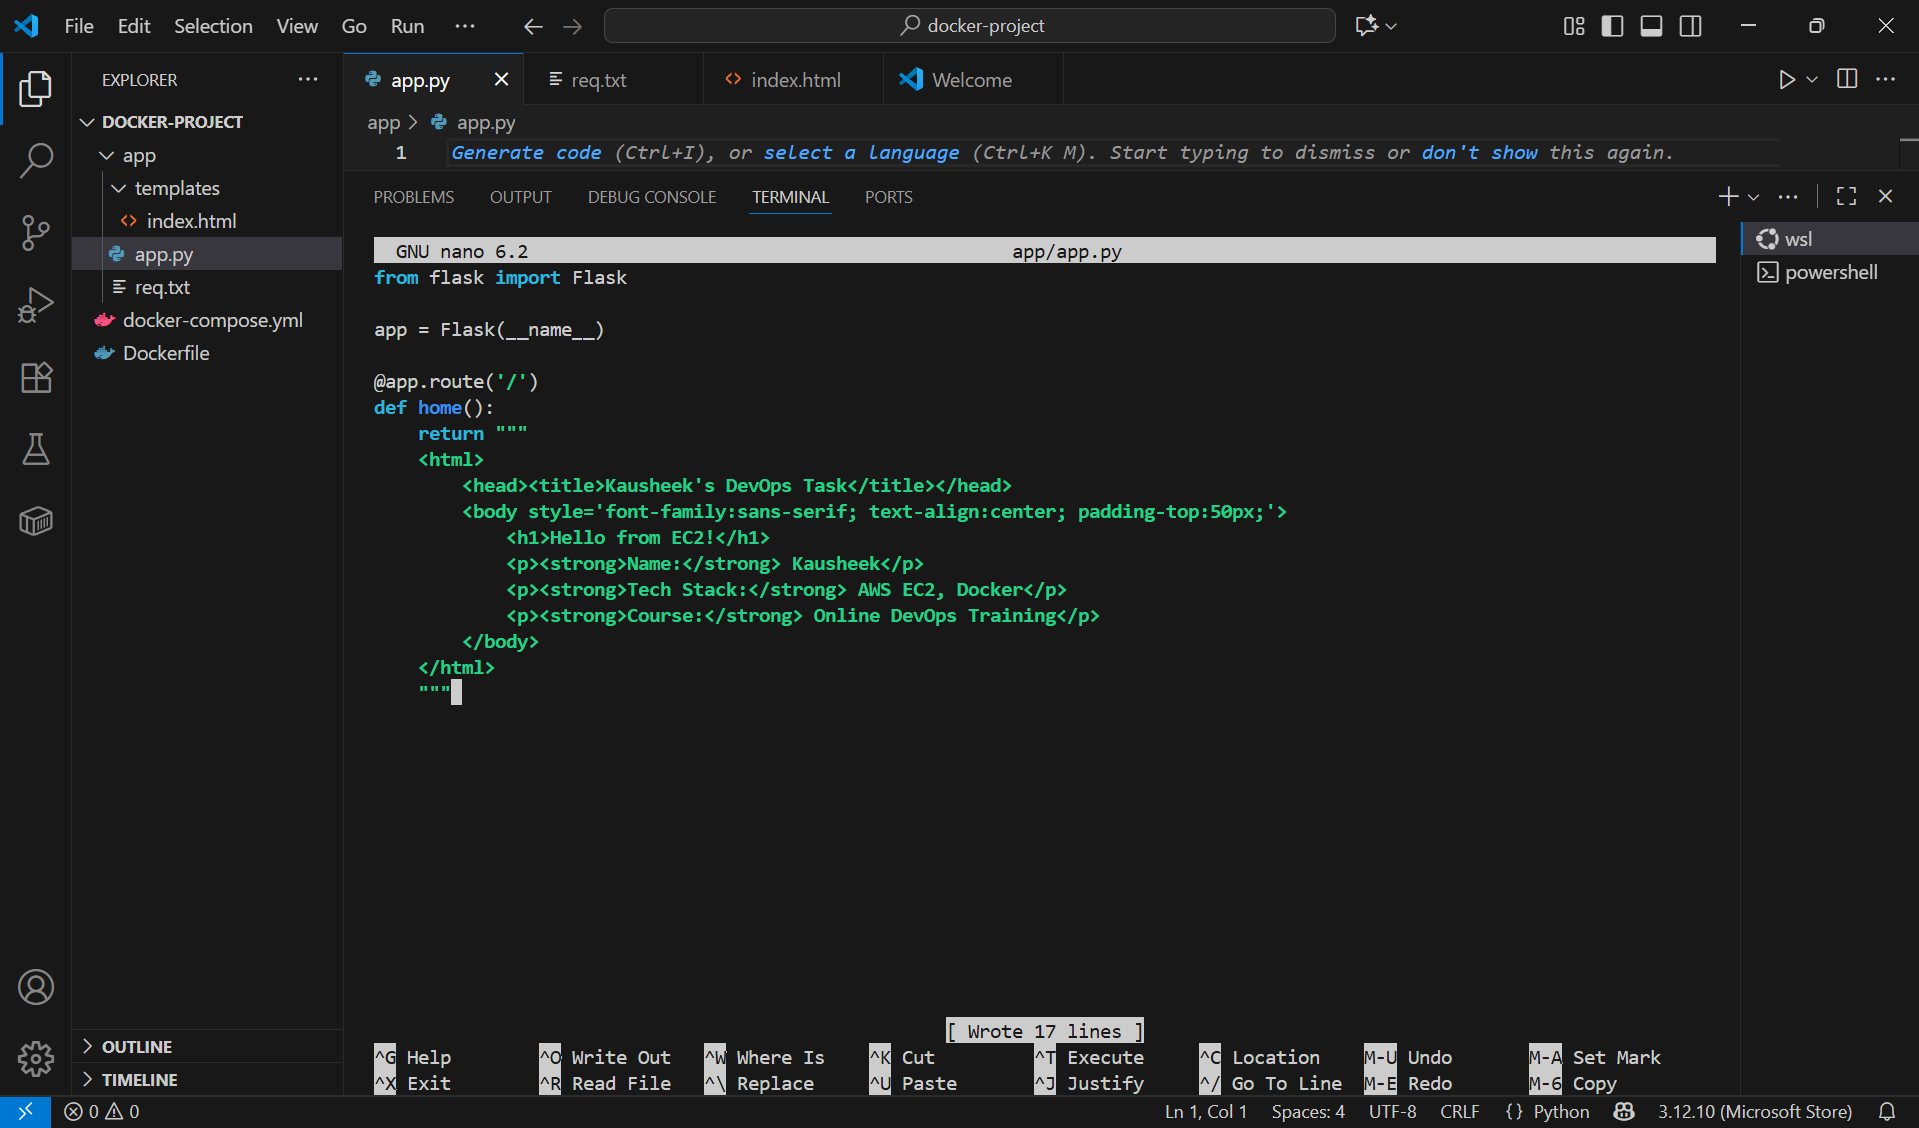 File Edit Selection View Go Run ··· docker-project
EXPLORER ···
DOCKER-PROJECT
app
templates
index.html
app.py
req.txt
docker-compose.yml
Dockerfile
OUTLINE
TIMELINE
app.py req.txt index.html Welcome
app > app.py
1 Generate code (Ctrl+I), or select a language (Ctrl+K M). Start typing to dismiss or don't show this again.
PROBLEMS OUTPUT DEBUG CONSOLE TERMINAL PORTS
wsl
powershell
GNU nano 6.2 app/app.py
from flask import Flask
app = Flask(__name__)
@app.route('/')
def home():
    return """
    <html>
        <head><title>Kausheek's DevOps Task</title></head>
        <body style='font-family:sans-serif; text-align:center; padding-top:50px;'>
            <h1>Hello from EC2!</h1>
            <p><strong>Name:</strong> Kausheek</p>
            <p><strong>Tech Stack:</strong> AWS EC2, Docker</p>
            <p><strong>Course:</strong> Online DevOps Training</p>
        </body>
    </html>
    """
[ Wrote 17 lines ]
^G Help ^O Write Out ^W Where Is ^K Cut ^T Execute ^C Location M-U Undo M-A Set Mark
^X Exit ^R Read File ^\ Replace ^U Paste ^J Justify ^/ Go To Line M-E Redo M-6 Copy
0 0 Ln 1, Col 1 Spaces: 4 UTF-8 CRLF {} Python 3.12.10 (Microsoft Store)